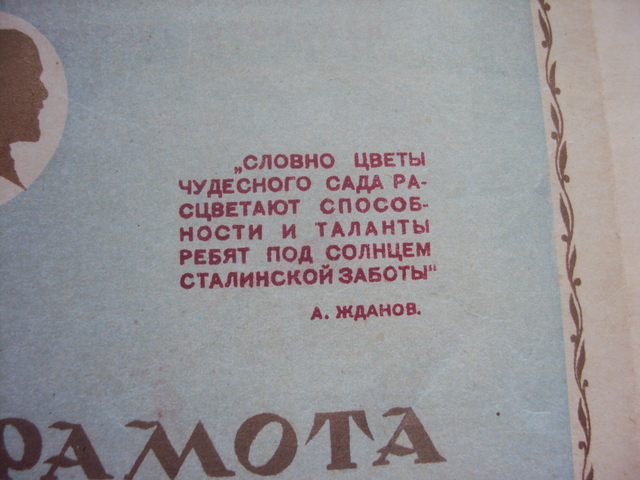 „СЛОВНО ЦВЕТЫ
ЧУДЕСНОГО САДА РА-
СЦВЕТАЮТ СПОСОБ-
НОСТИ И ТАЛАНТЫ
РЕБЯТ ПОД СОЛНЦЕМ
СТАЛИНСКОЙ ЗАБОТЫ"
А. ЖДАНОВ.
РАМОТА